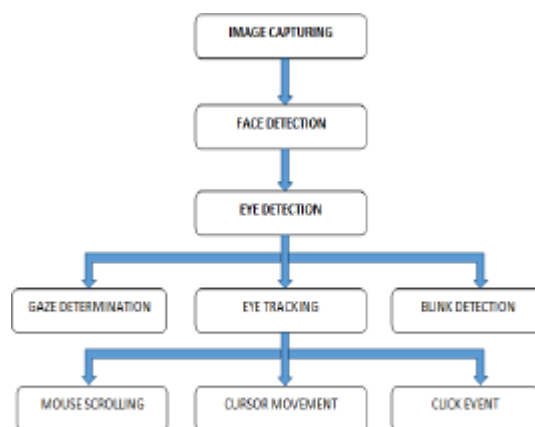 IMAGE CAPTURING
FACE DETECTION
EYE DETECTION
GAZE DETERMINATION
EYE TRACKING
BLINK DETECTION
MOUSE SCROLLING
CURSOR MOVEMENT
CLICK EVENT